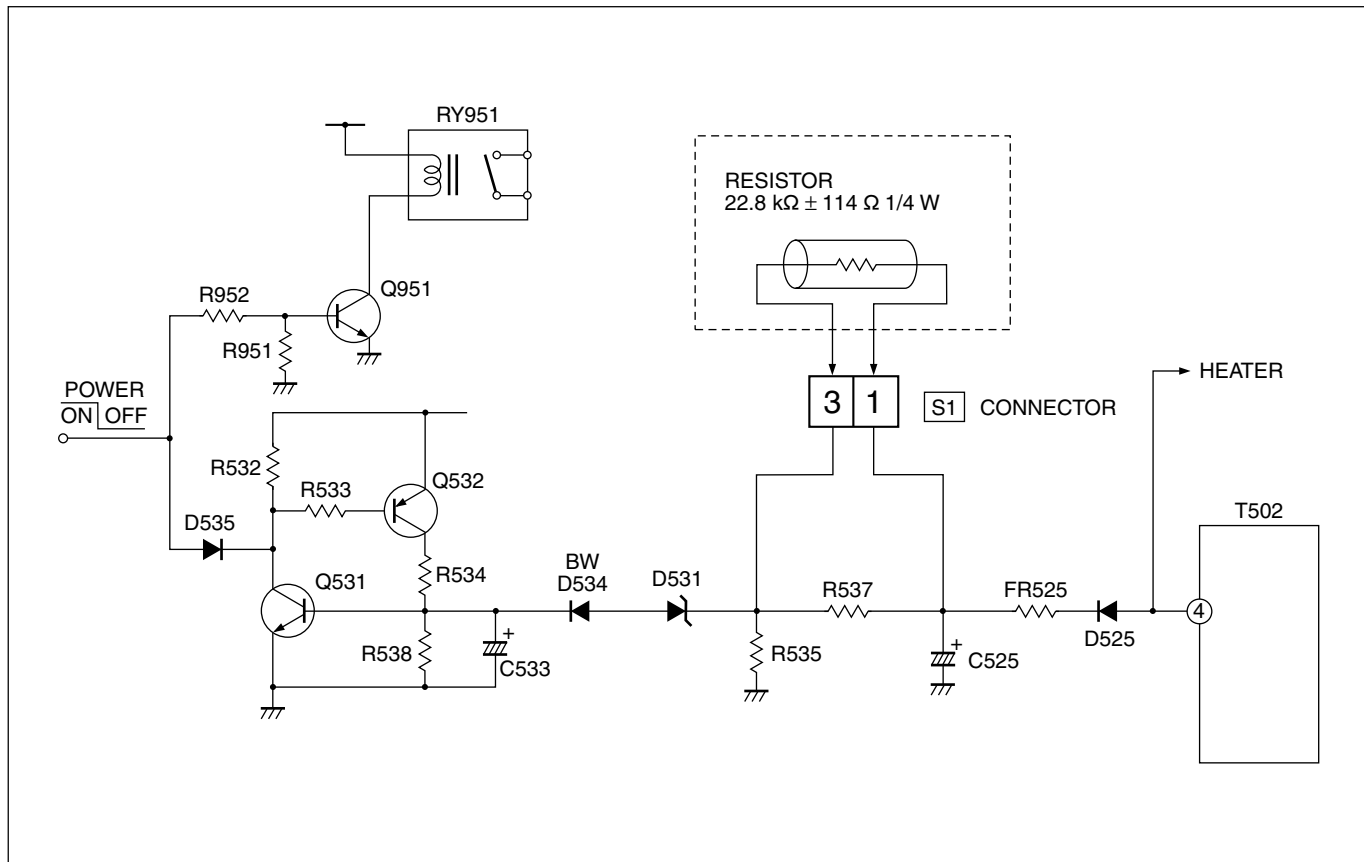 RY951
RESISTOR
22.8 kΩ ± 114 Ω 1/4 W
Q951
R952
R951
POWER
ON OFF
3 1
S1 CONNECTOR
HEATER
R532
R533
Q532
T502
D535
Q531
R534
BW
D534
D531
R537
FR525
4
D525
R538
+
C533
R535
+
C525